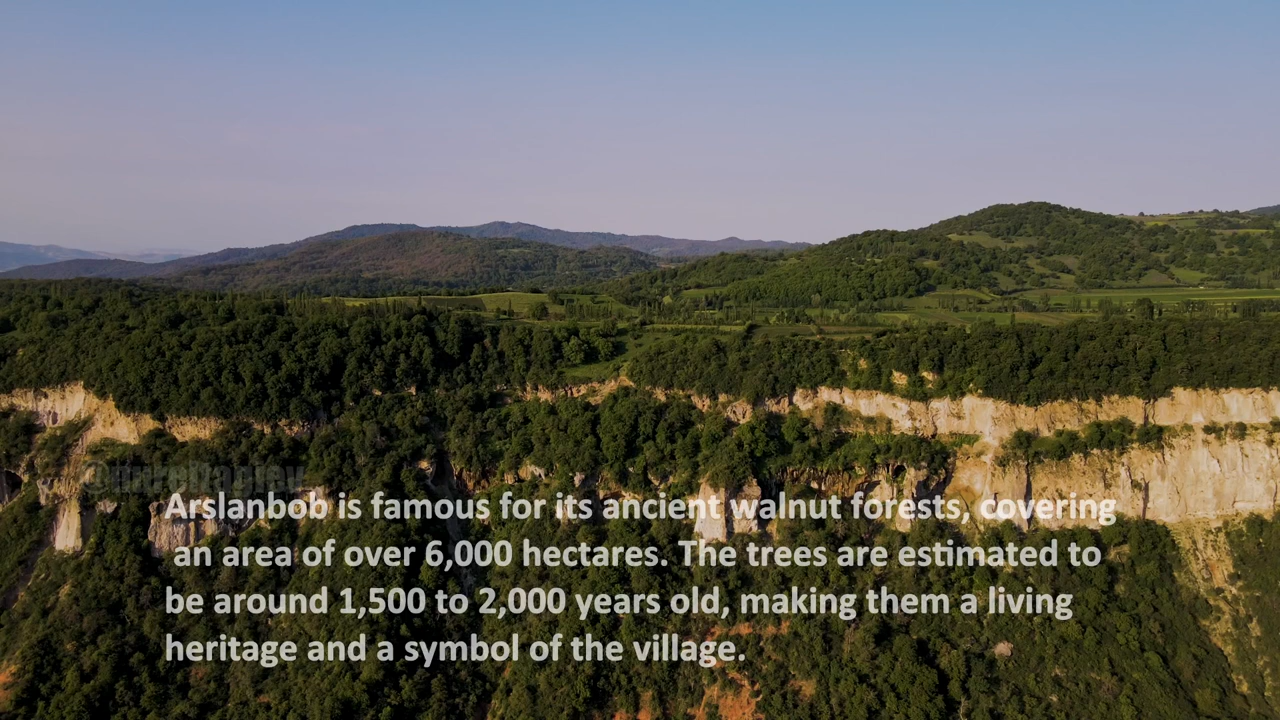 Arslanbob is famous for its ancient walnut forests, covering
an area of over 6,000 hectares. The trees are estimated to
be around 1,500 to 2,000 years old, making them a living
heritage and a symbol of the village.